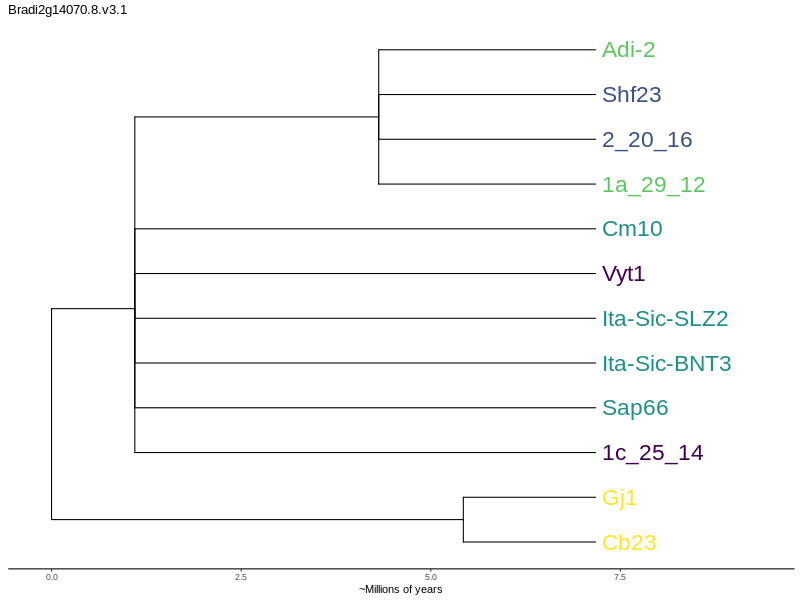 Bradi2g14070.8.v3.1
Adi-2
Shf23
2_20_16
1a_29_12
Cm10
Vyt1
Ita-Sic-SLZ2
Ita-Sic-BNT3
Sap66
1c_25_14
Gj1
Cb23
0.0 2.5 5.0 7.5
~Millions of years